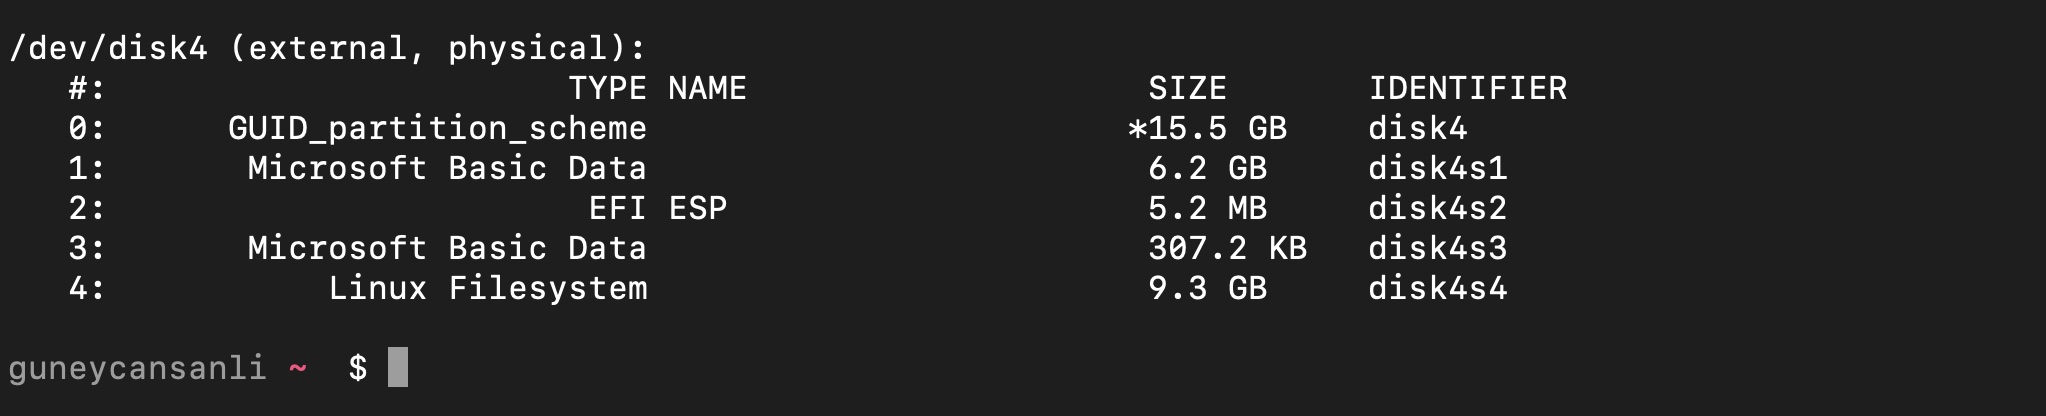 /dev/disk4 (external, physical):
#: TYPE NAME SIZE IDENTIFIER
0: GUID_partition_scheme *15.5 GB disk4
1: Microsoft Basic Data 6.2 GB disk4s1
2: EFI ESP 5.2 MB disk4s2
3: Microsoft Basic Data 307.2 KB disk4s3
4: Linux Filesystem 9.3 GB disk4s4
guneycansanli ~ $